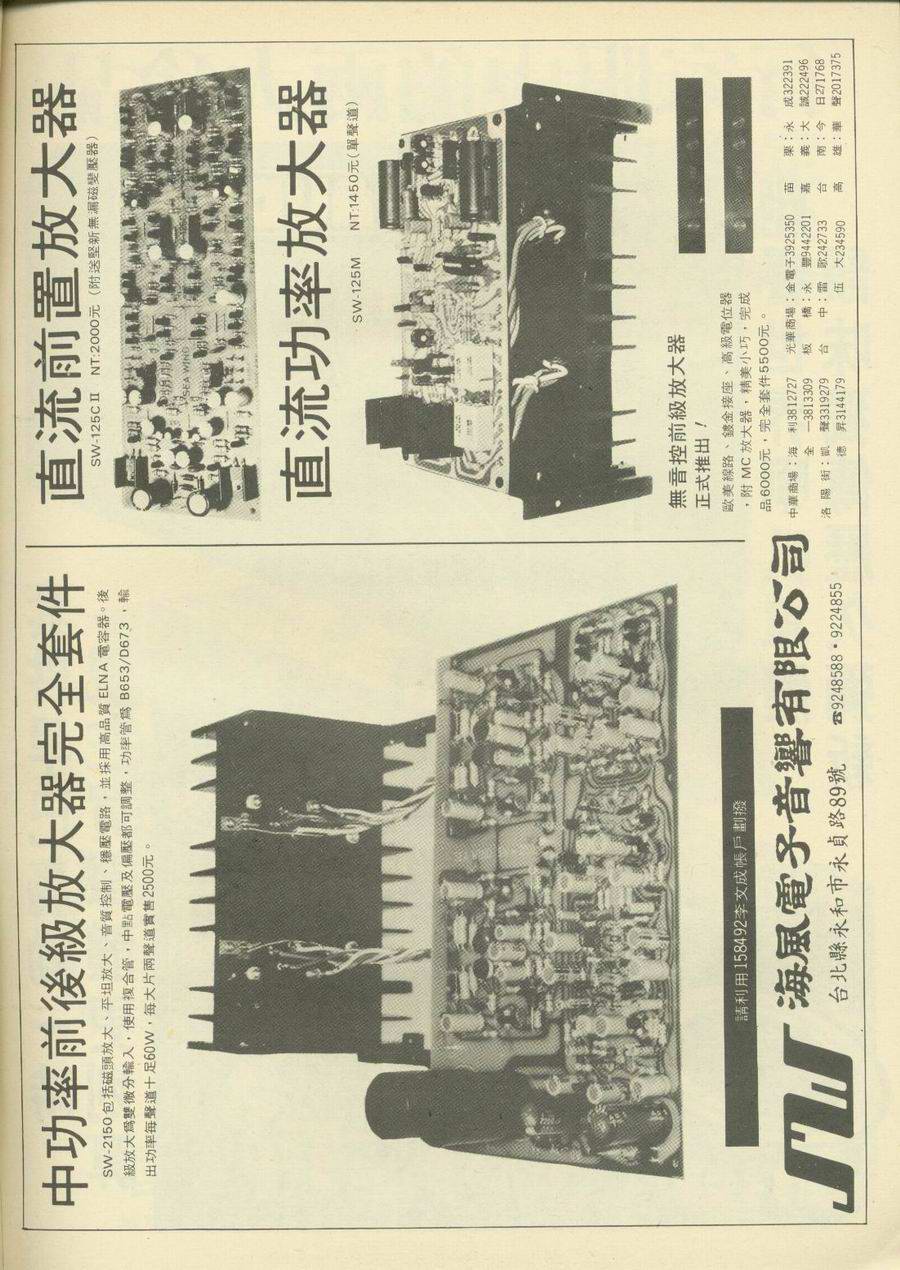 中功率前後級放大器完全套件
SW-2150包括磁頭放大、平坦放大、音質控制、穩壓電路，並採用高品質 ELNA 電容器。後
級放大爲雙微分輸入，使用複合管，中點電壓及偏壓都可調整，功率管爲 B653/D673，輸
出功率每聲道十足60W，每大片兩聲道實售2500元。
請利用158492李文成帳戶劃撥
直流前置放大器
SW-125CⅡ NT:2000元（附送堅新無漏磁變壓器）
SEA WING
直流功率放大器
SW-125M NT:1450元(單聲道)
無音控前級放大器
正式推出！
歐美線路、鍍金接座、高級電位器
，附 MC 放大器，精美小巧，完成
品6000元，完全套件5500元。
中華商場：海 利3812727 光華商場：金電子3925350 苗 栗：永 成322391
全 一3813309 板 橋：永 豐9442201 嘉 義：大 誠222496
洛 陽 街：凱 聲3319279 台 中：雷 歌242733 台 南：今 日271768
德 昇3144179 伍 大234590 高 雄：華 聲2017375
海風電子音響有限公司
台北縣永和市永貞路89號 ☎9248588・9224855